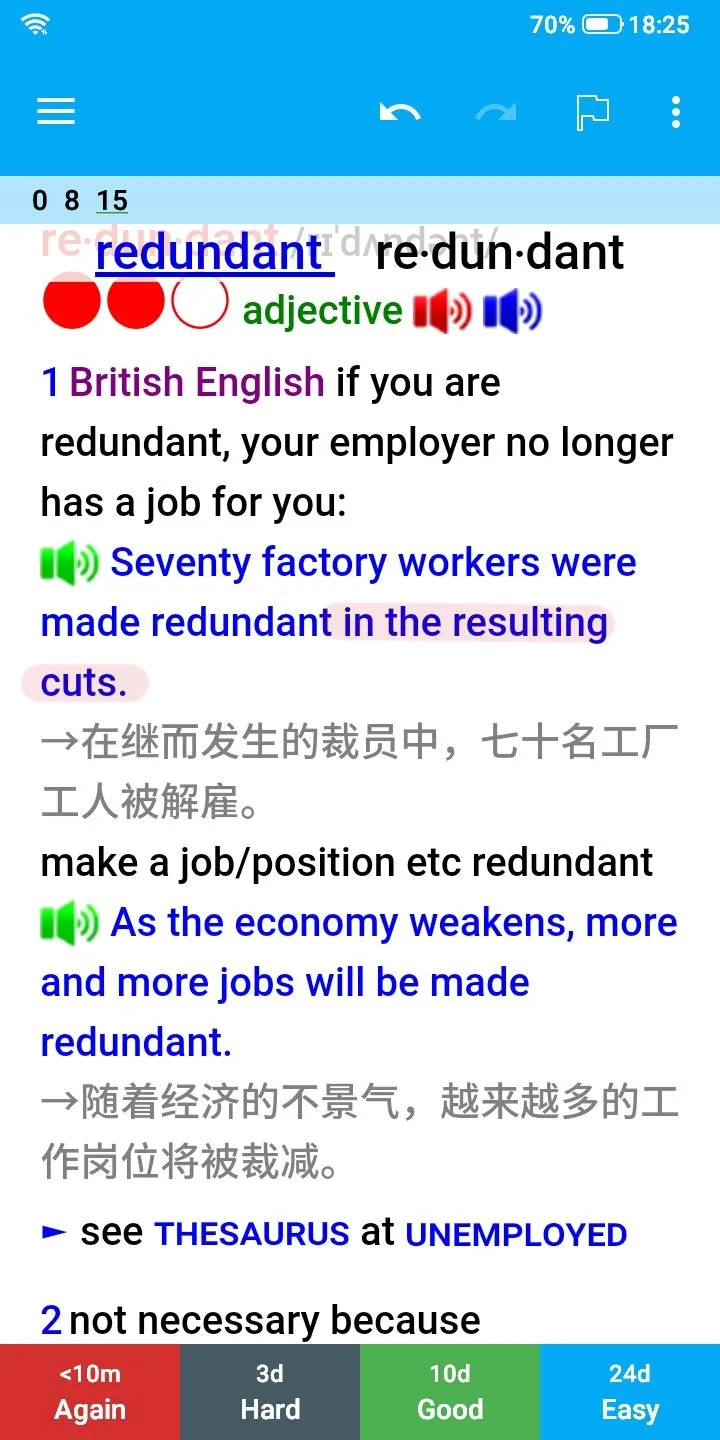 70% 18:25
0 8 15
re·dun·dant /rɪˈdʌndənt/
redundant re·dun·dant
adjective
1 British English if you are
redundant, your employer no longer
has a job for you:
Seventy factory workers were
made redundant in the resulting
cuts.
→在继而发生的裁员中，七十名工厂
工人被解雇。
make a job/position etc redundant
As the economy weakens, more
and more jobs will be made
redundant.
→随着经济的不景气，越来越多的工
作岗位将被裁减。
► see THESAURUS at UNEMPLOYED
2 not necessary because
<10m 3d 10d 24d
Again Hard Good Easy